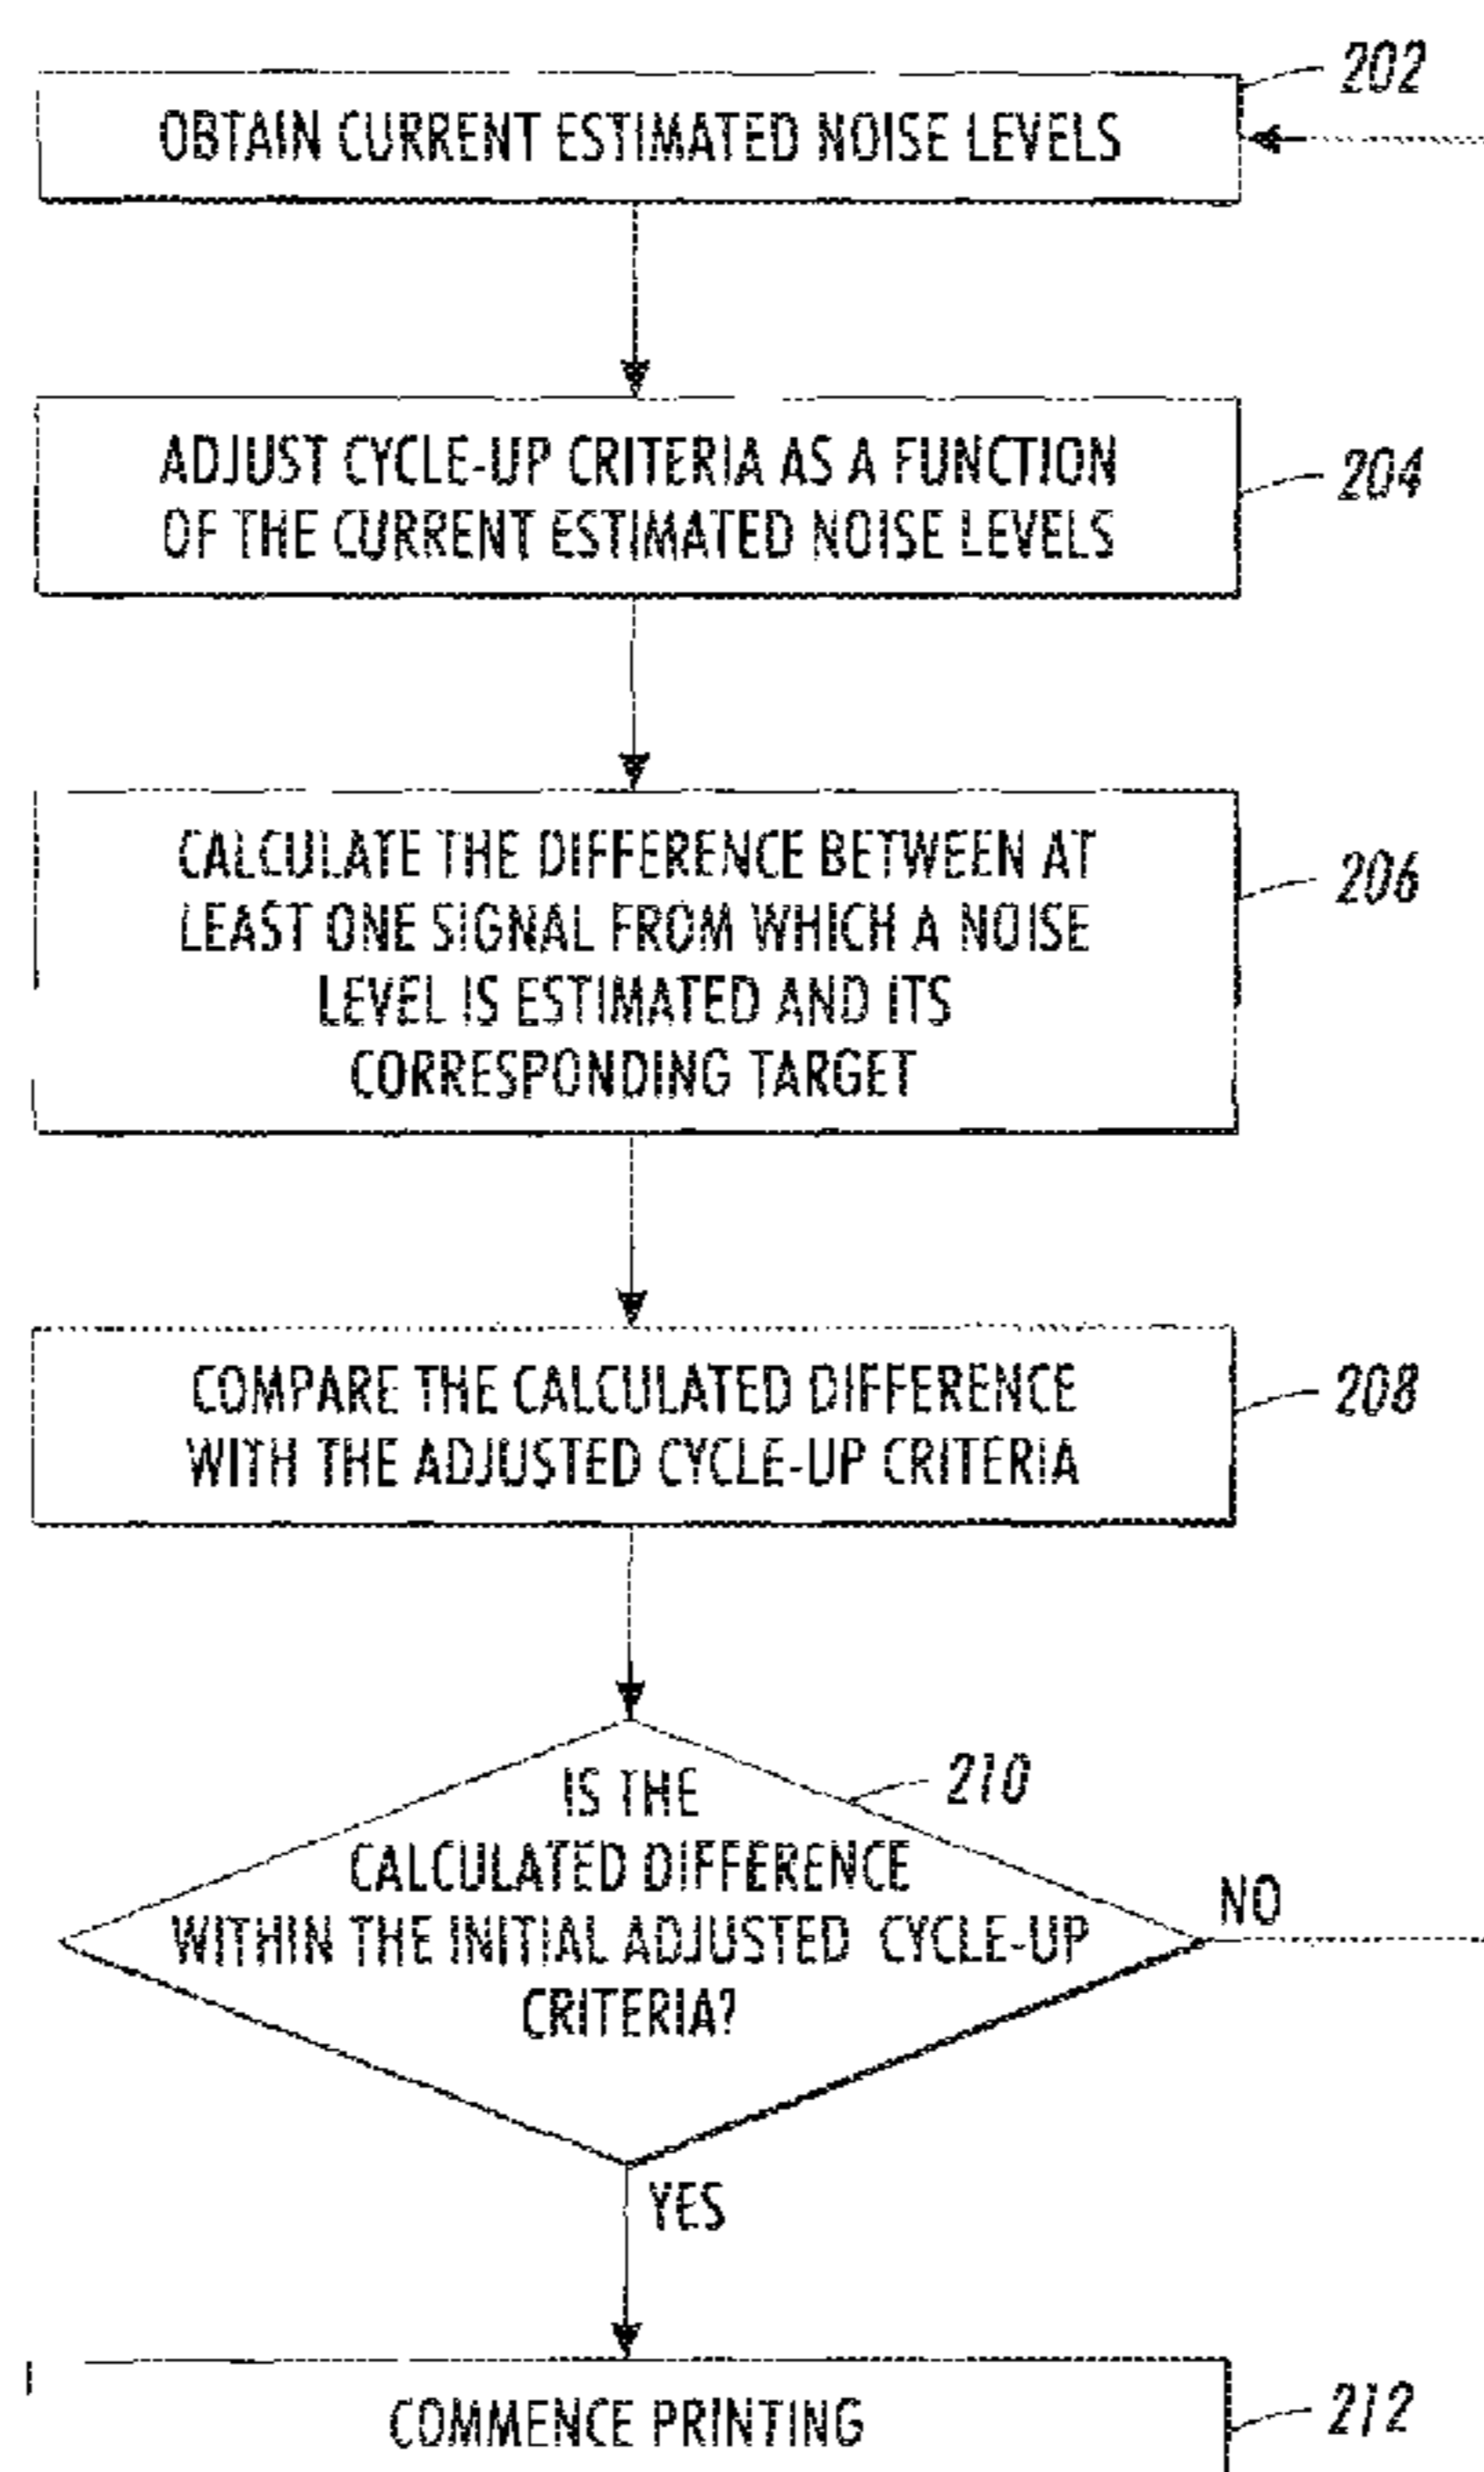 202
OBTAIN CURRENT ESTIMATED NOISE LEVELS
ADJUST CYCLE-UP CRITERIA AS A FUNCTION
OF THE CURRENT ESTIMATED NOISE LEVELS
204
CALCULATE THE DIFFERENCE BETWEEN AT
LEAST ONE SIGNAL FROM WHICH A NOISE
LEVEL IS ESTIMATED AND ITS
CORRESPONDING TARGET
206
COMPARE THE CALCULATED DIFFERENCE
WITH THE ADJUSTED CYCLE-UP CRITERIA
208
IS THE
CALCULATED DIFFERENCE
WITHIN THE INITIAL ADJUSTED CYCLE-UP
CRITERIA?
210
NO
YES
COMMENCE PRINTING
212